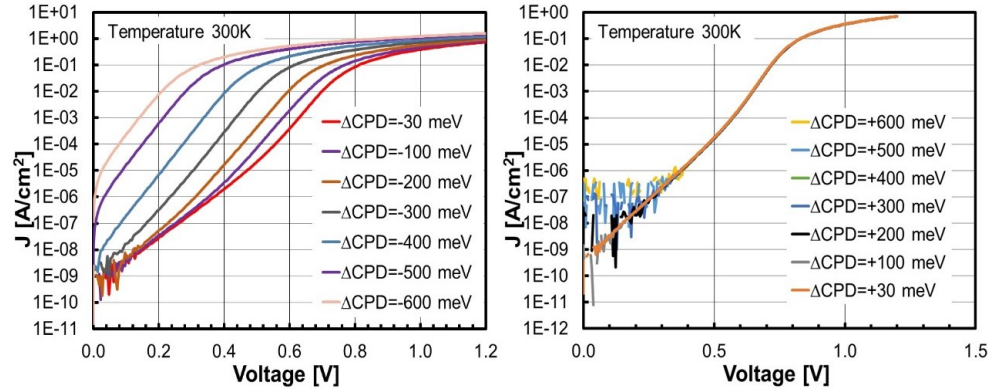 Temperature 300K
J [A/cm²]
1E+01
1E+00
1E-01
1E-02
1E-03
1E-04
1E-05
1E-06
1E-07
1E-08
1E-09
1E-10
1E-11
ΔCPD=-30 meV
ΔCPD=-100 meV
ΔCPD=-200 meV
ΔCPD=-300 meV
ΔCPD=-400 meV
ΔCPD=-500 meV
ΔCPD=-600 meV
0.0 0.2 0.4 0.6 0.8 1.0 1.2
Voltage [V]
Temperature 300K
J [A/cm²]
1E+01
1E+00
1E-01
1E-02
1E-03
1E-04
1E-05
1E-06
1E-07
1E-08
1E-09
1E-10
1E-11
1E-12
ΔCPD=+600 meV
ΔCPD=+500 meV
ΔCPD=+400 meV
ΔCPD=+300 meV
ΔCPD=+200 meV
ΔCPD=+100 meV
ΔCPD=+30 meV
0.0 0.5 1.0 1.5
Voltage [V]